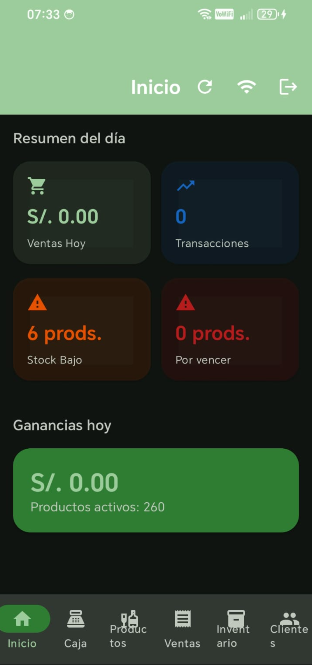 07:33
VoWiFi
29
Inicio
Resumen del día
S/. 0.00
Ventas Hoy
0
Transacciones
6 prods.
Stock Bajo
0 prods.
Por vencer
Ganancias hoy
S/. 0.00
Productos activos: 260
Inicio
Caja
Produc
tos
Ventas
Invent
ario
Cliente
s